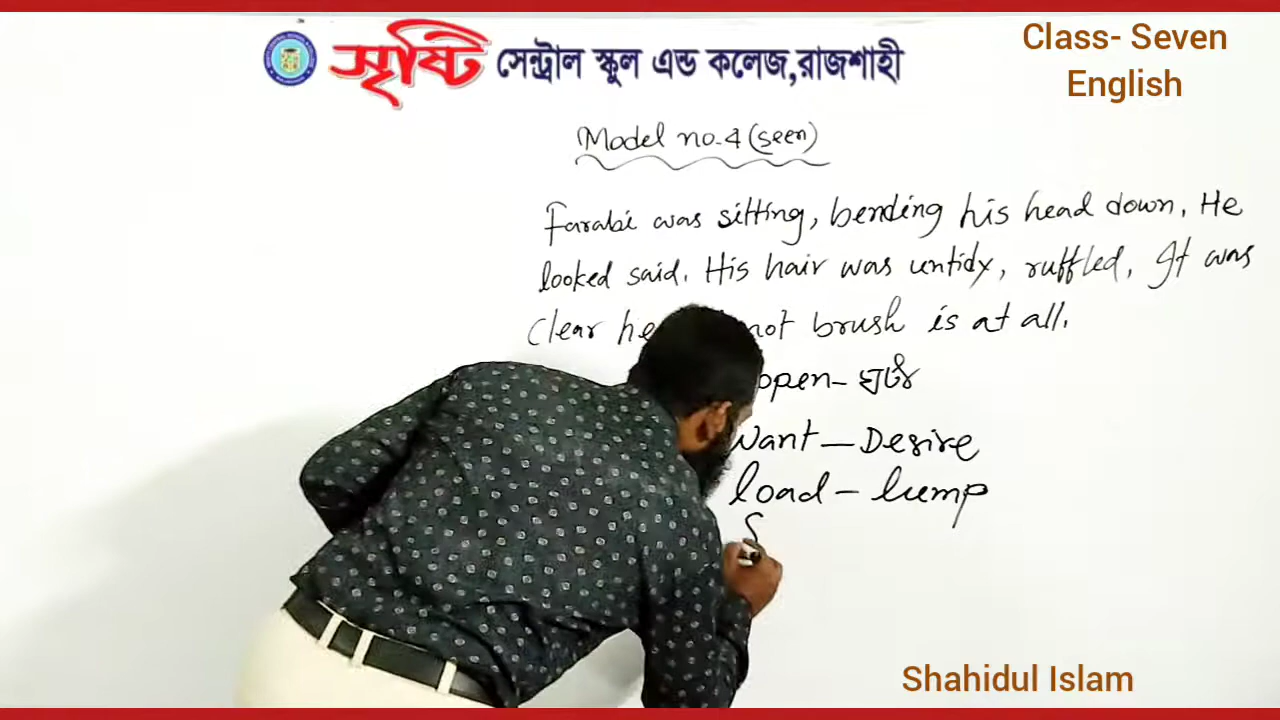 সৃষ্টি সেন্ট্রাল স্কুল এন্ড কলেজ,রাজশাহী
Class- Seven
English
Model no.4 (seen)
Farabi was sitting, bending his head down. He
looked said. His hair was untidy, ruffled. It was
Clear he not brush is at all.
open- ঘটা
want — Desire
load - lump
S
Shahidul Islam